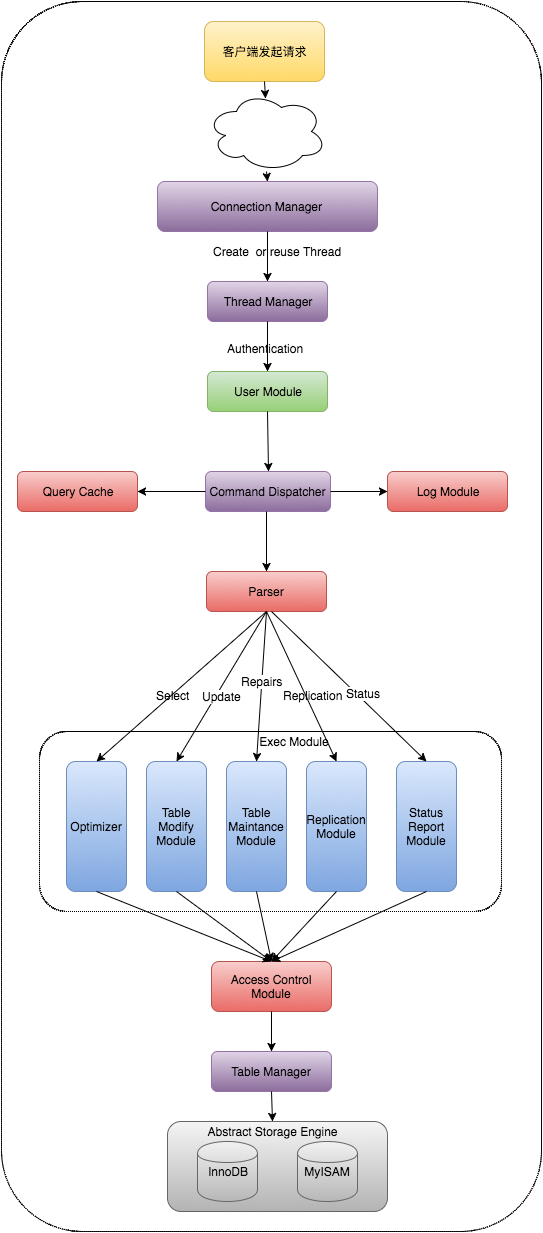 客户端发起请求
Connection Manager
Create  or reuse Thread
Thread Manager
Authentication
User Module
Query Cache
Command Dispatcher
Log Module
Parser
Select
Update
Repairs
Replication
Status
Exec Module
Optimizer
Table
Modify
Module
Table
Maintance
Module
Replication
Module
Status
Report
Module
Access Control
Module
Table Manager
Abstract Storage Engine
InnoDB
MyISAM